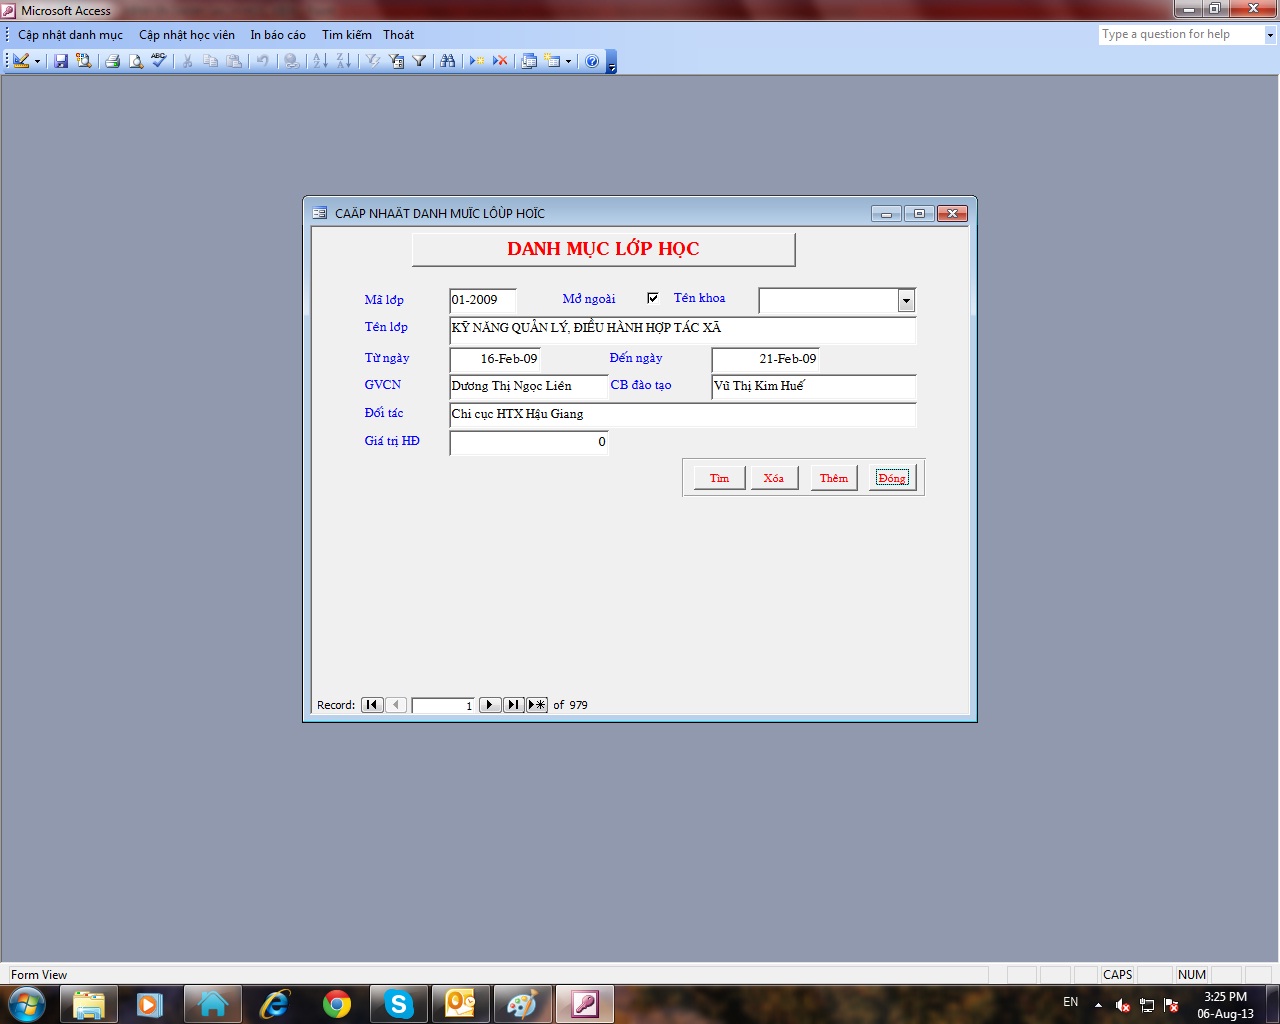 Microsoft Access
Cập nhật danh mục Cập nhật học viên In báo cáo Tìm kiếm Thoát Type a question for help
CAÄP NHAÄT DANH MUÏC LÔÙP HOÏC
DANH MỤC LỚP HỌC
Mã lớp 01-2009 Mở ngoài Tên khoa
Tên lớp KỸ NĂNG QUẢN LÝ, ĐIỀU HÀNH HỢP TÁC XÃ
Từ ngày 16-Feb-09 Đến ngày 21-Feb-09
GVCN Dương Thị Ngọc Liên CB đào tạo Vũ Thị Kim Huế
Đối tác Chi cục HTX Hậu Giang
Giá trị HĐ 0
Tìm Xóa Thêm Đóng
Record: 1 of 979
Form View CAPS NUM
EN 3:25 PM
06-Aug-13